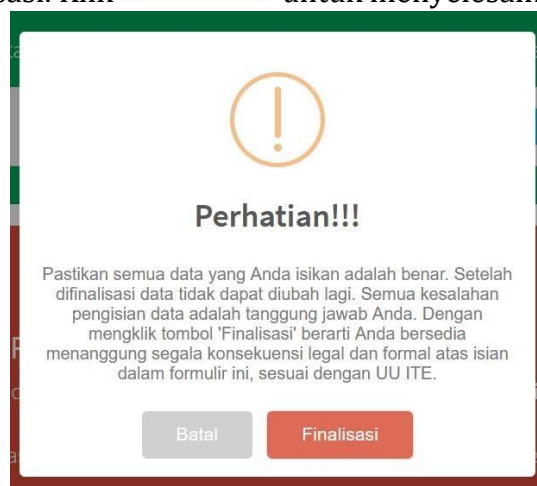 untuk menyelesaik
Perhatian!!!
Pastikan semua data yang Anda isikan adalah benar. Setelah
difinalisasi data tidak dapat diubah lagi. Semua kesalahan
pengisian data adalah tanggung jawab Anda. Dengan
mengklik tombol 'Finalisasi' berarti Anda bersedia
menanggung segala konsekuensi legal dan formal atas isian
dalam formulir ini, sesuai dengan UU ITE.
Batal Finalisasi